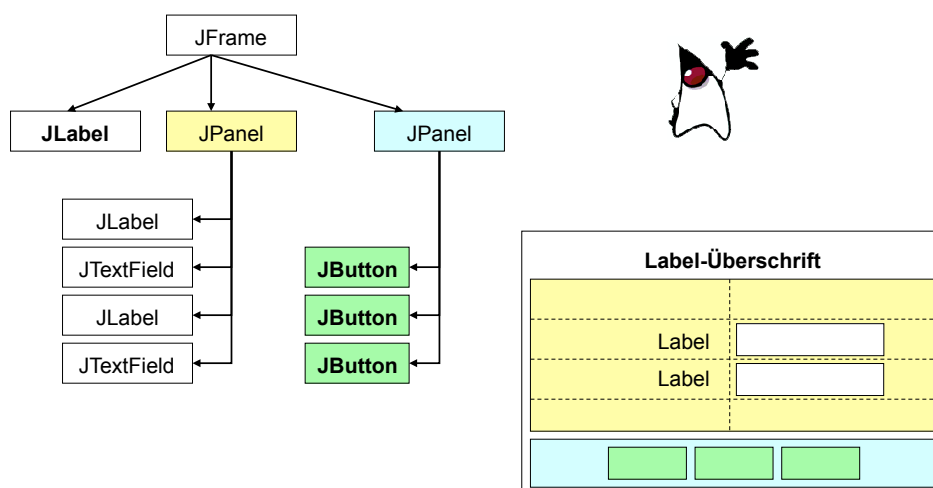 JFrame
JLabel
JPanel
JPanel
JLabel
JTextField
JLabel
JTextField
JButton
JButton
JButton
Label-Überschrift
Label
Label